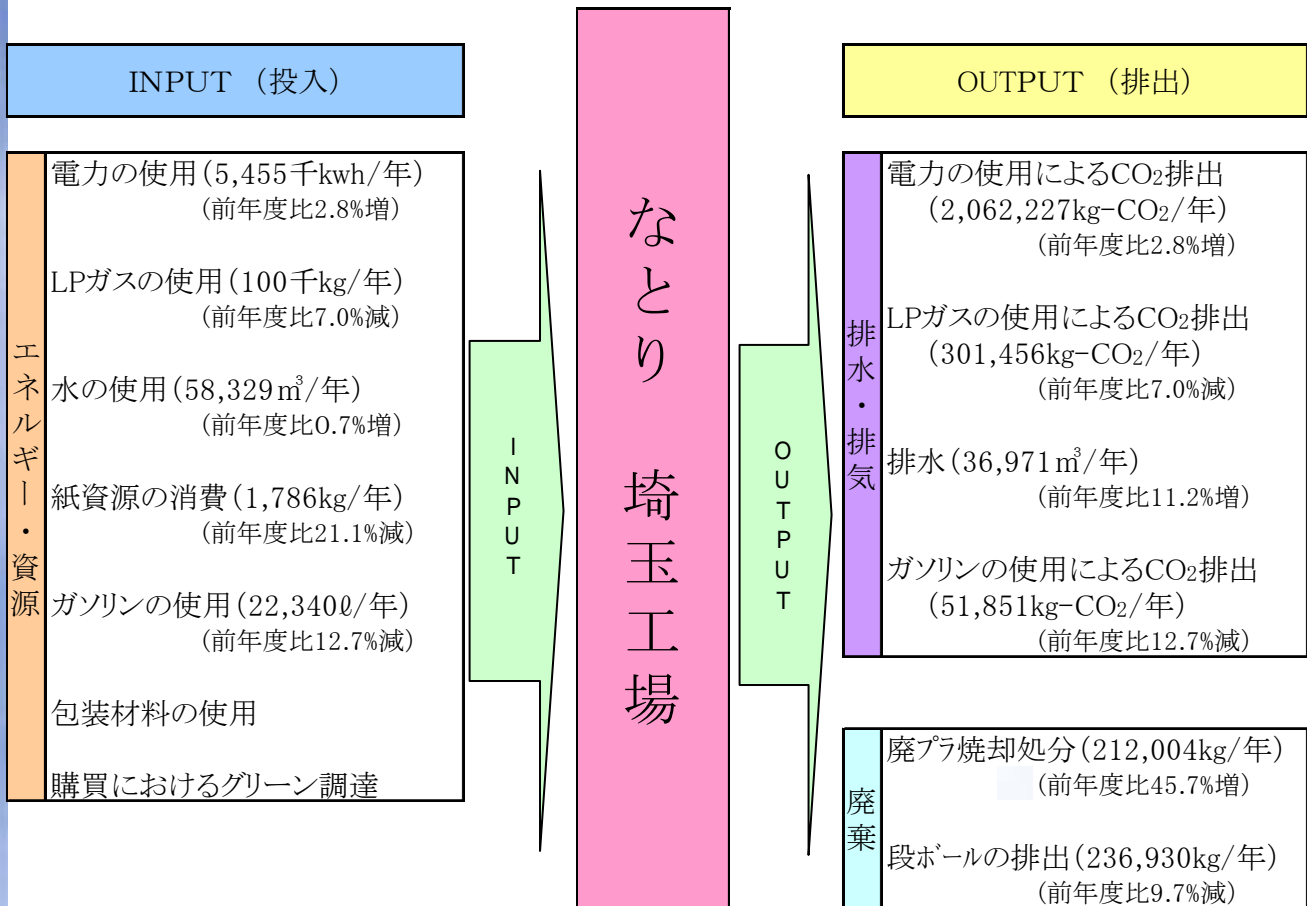 INPUT （投入）
エネルギー・資源
電力の使用(5,455千kwh/年)
(前年度比2.8%増)
LPガスの使用(100千kg/年)
(前年度比7.0%減)
水の使用(58,329㎥/年)
(前年度比0.7%増)
紙資源の消費(1,786kg/年)
(前年度比21.1%減)
ガソリンの使用(22,340ℓ/年)
(前年度比12.7%減)
包装材料の使用
購買におけるグリーン調達
INPUT
なとり 埼玉工場
OUTPUT
OUTPUT （排出）
排水・排気
電力の使用によるCO₂排出
(2,062,227kg-CO₂/年)
(前年度比2.8%増)
LPガスの使用によるCO₂排出
(301,456kg-CO₂/年)
(前年度比7.0%減)
排水(36,971㎥/年)
(前年度比11.2%増)
ガソリンの使用によるCO₂排出
(51,851kg-CO₂/年)
(前年度比12.7%減)
廃棄
廃プラ焼却処分(212,004kg/年)
(前年度比45.7%増)
段ボールの排出(236,930kg/年)
(前年度比9.7%減)